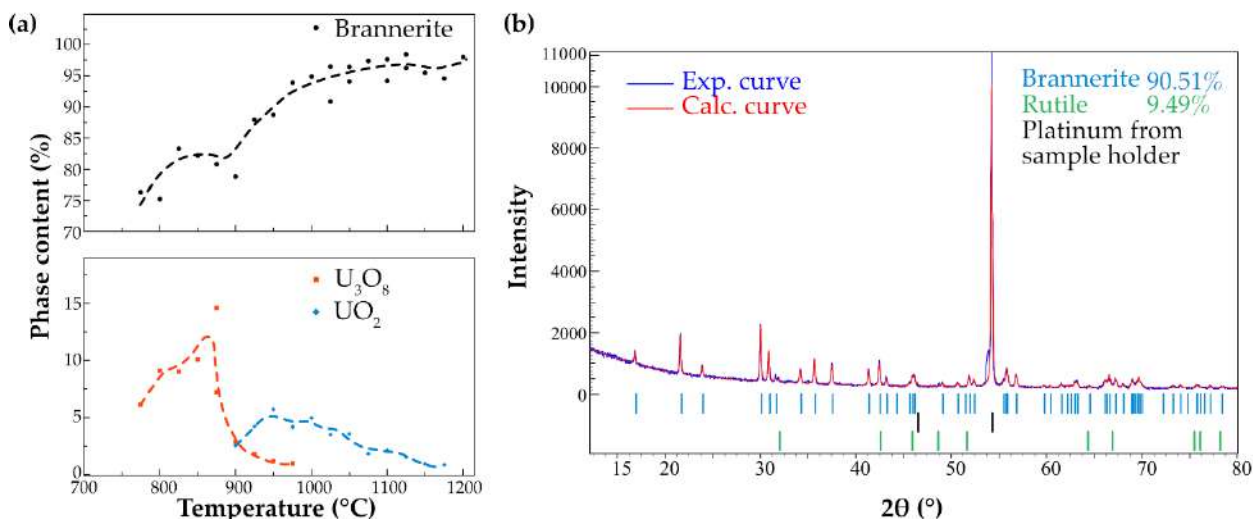 (a)
Brannerite
100
95
90
85
80
75
70
Phase content (%)
U₃O₈
UO₂
15
10
5
0
700 800 900 1000 1100 1200
Temperature (°C)
(b)
11000
10000
8000
6000
4000
2000
0
Intensity
Exp. curve
Calc. curve
Brannerite 90.51%
Rutile 9.49%
Platinum from
sample holder
15 20 30 40 50 60 70 80
2θ (°)